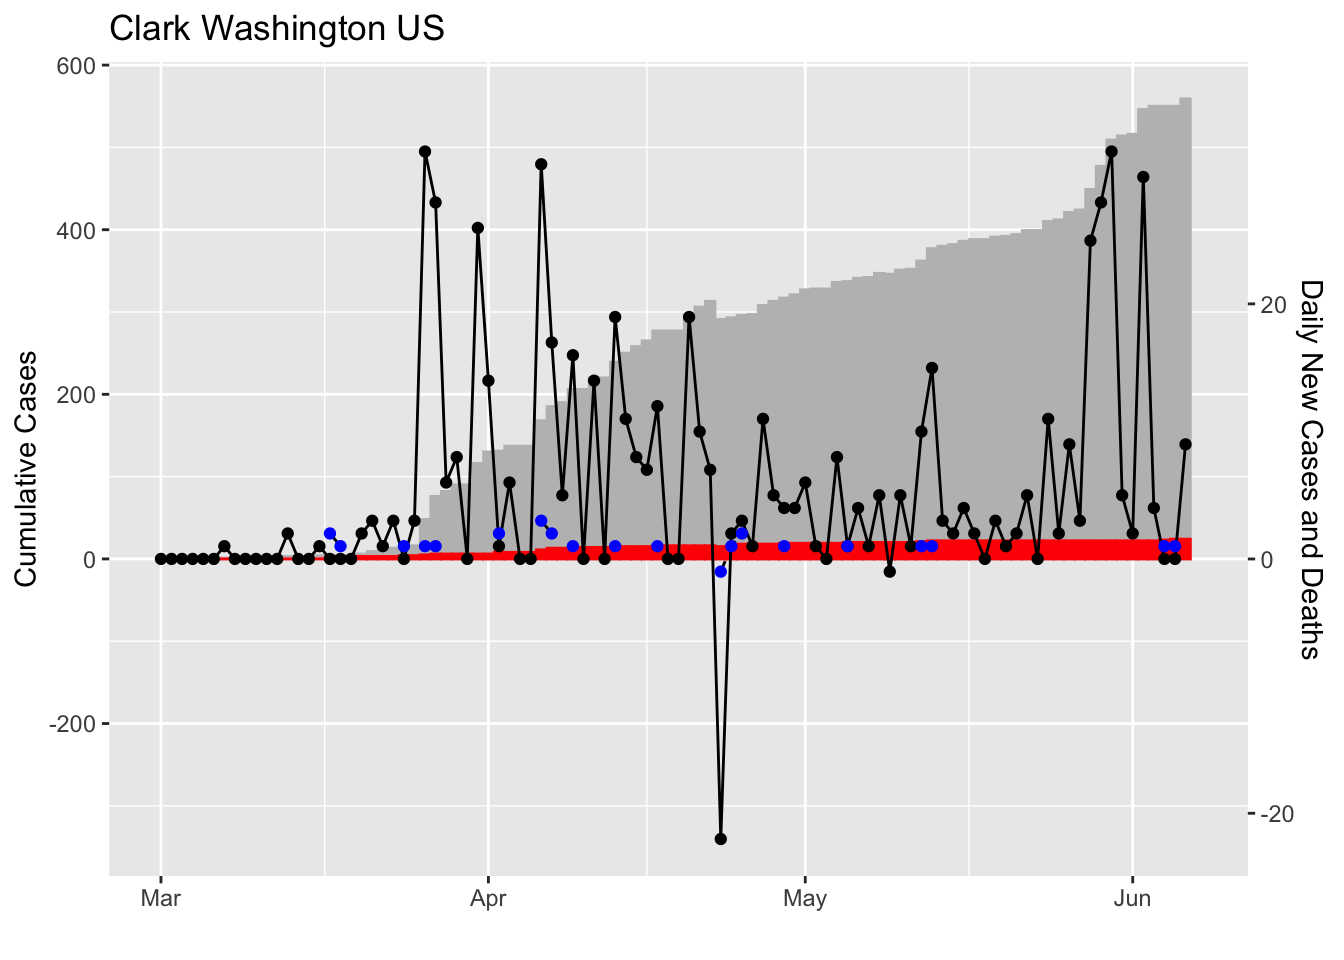 Clark Washington US
Cumulative Cases
600
400
200
0
-200
20
0
-20
Daily New Cases and Deaths
Mar
Apr
May
Jun